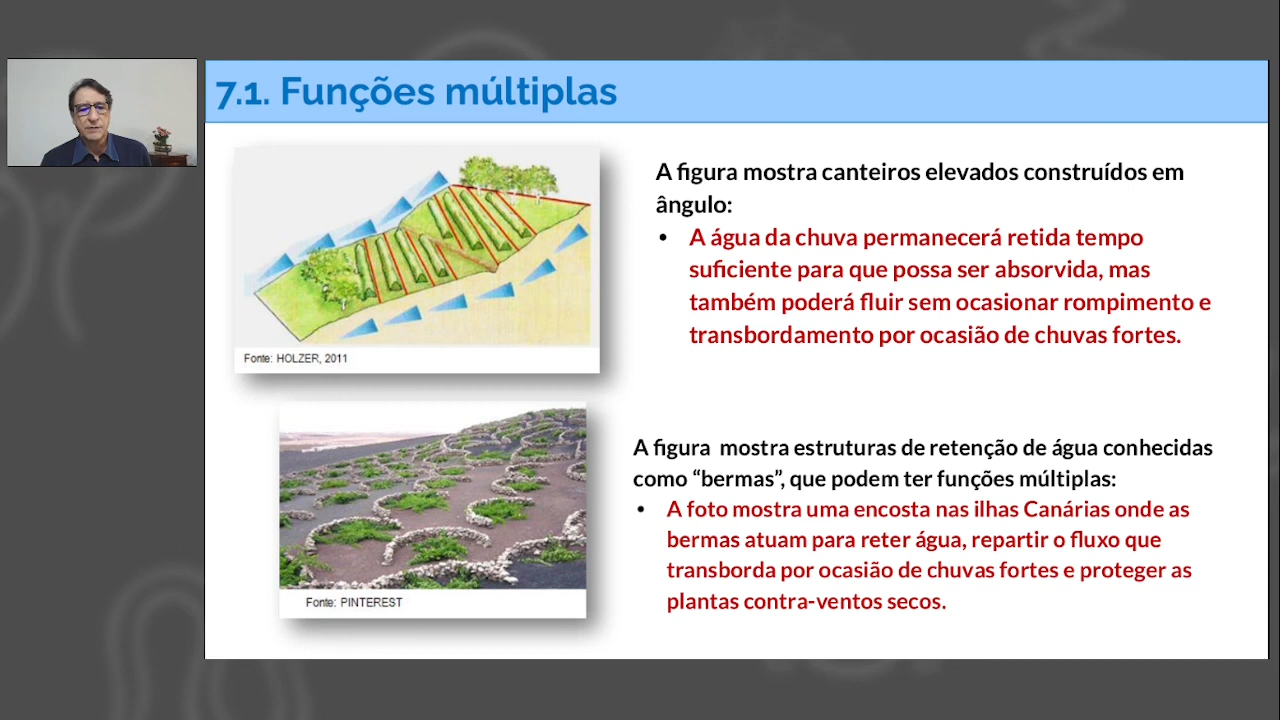 7.1. Funções múltiplas
A figura mostra canteiros elevados construídos em
ângulo:
• A água da chuva permanecerá retida tempo
suficiente para que possa ser absorvida, mas
também poderá fluir sem ocasionar rompimento e
transbordamento por ocasião de chuvas fortes.
Fonte: HOLZER, 2011
A figura mostra estruturas de retenção de água conhecidas
como “bermas”, que podem ter funções múltiplas:
• A foto mostra uma encosta nas ilhas Canárias onde as
bermas atuam para reter água, repartir o fluxo que
transborda por ocasião de chuvas fortes e proteger as
plantas contra-ventos secos.
Fonte: PINTEREST